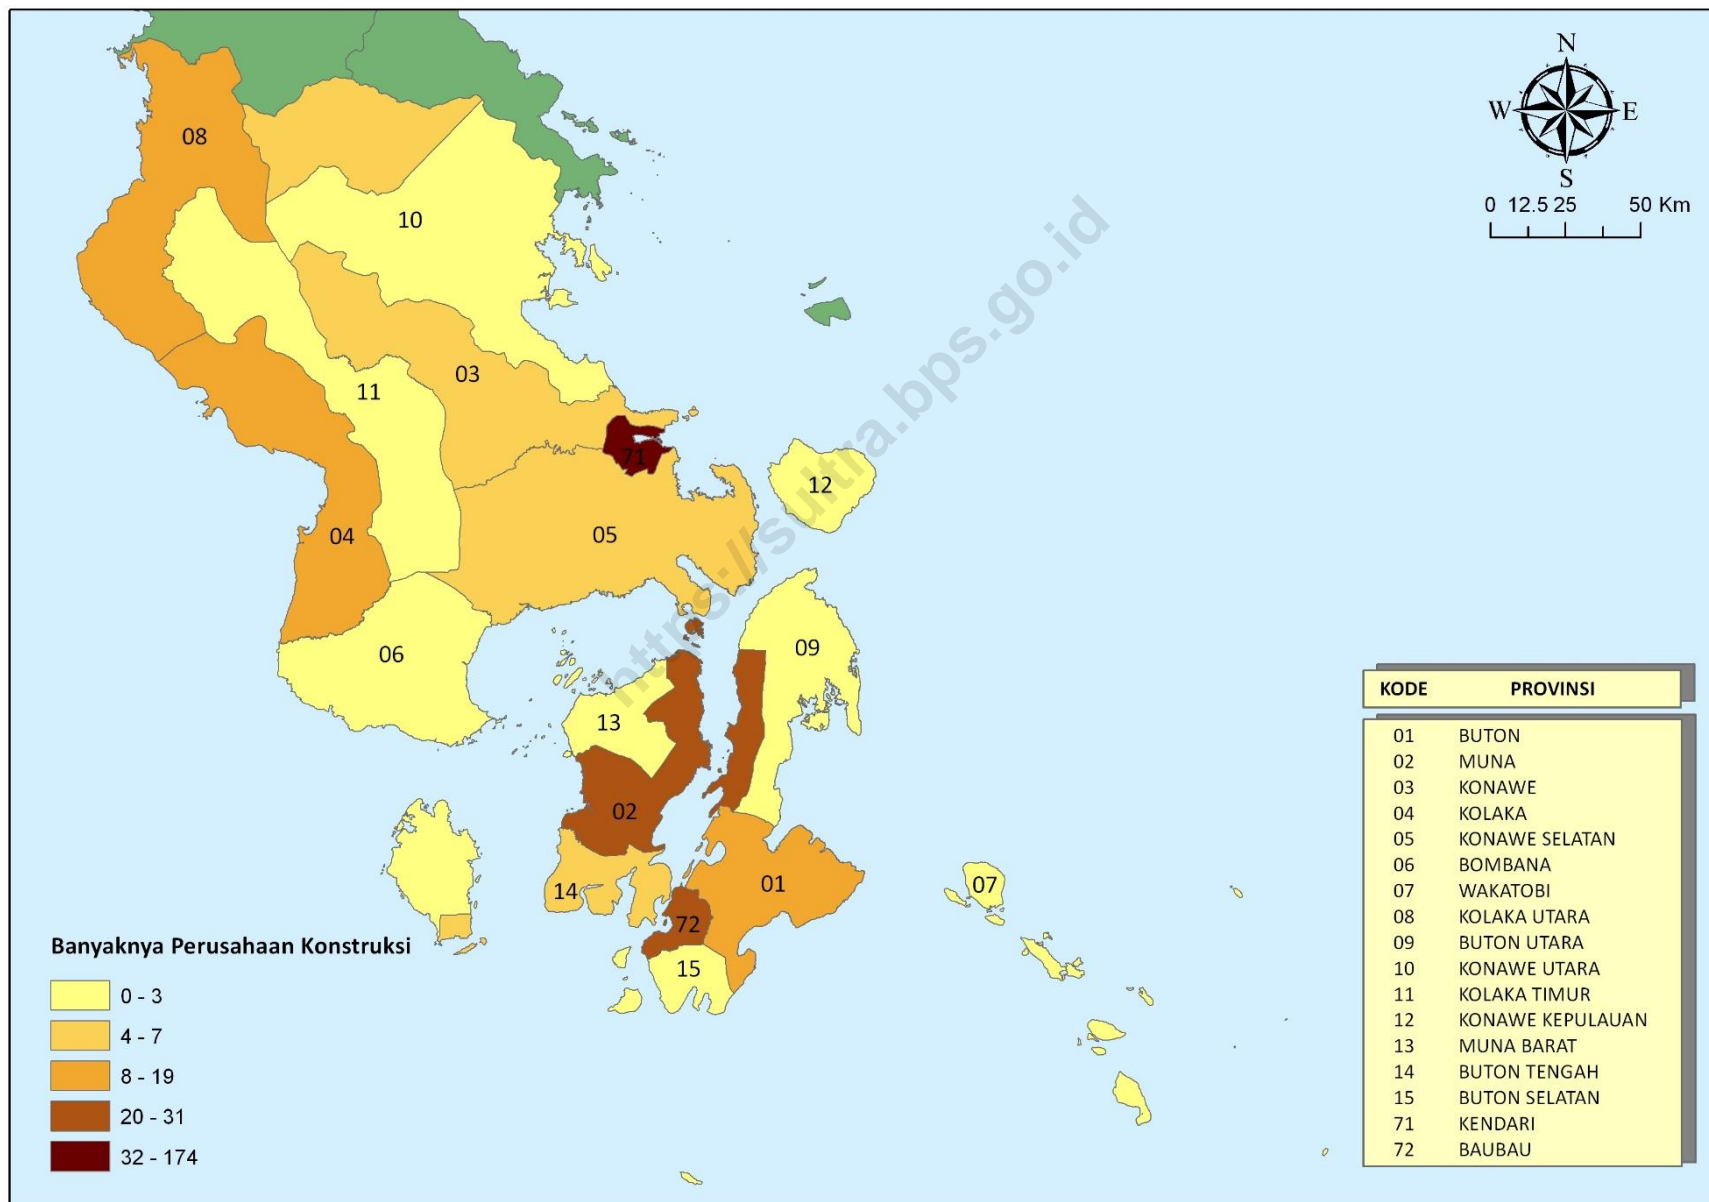 N
W E
S
0 12.5 25 50 Km
08
10
03
11
71
12
05
04
09
06
13
02
01
14
07
72
15
https://sultra.bps.go.id
KODE PROVINSI
01 BUTON
02 MUNA
03 KONAWE
04 KOLAKA
05 KONAWE SELATAN
06 BOMBANA
07 WAKATOBI
08 KOLAKA UTARA
09 BUTON UTARA
10 KONAWE UTARA
11 KOLAKA TIMUR
12 KONAWE KEPULAUAN
13 MUNA BARAT
14 BUTON TENGAH
15 BUTON SELATAN
71 KENDARI
72 BAUBAU
Banyaknya Perusahaan Konstruksi
0 - 3
4 - 7
8 - 19
20 - 31
32 - 174